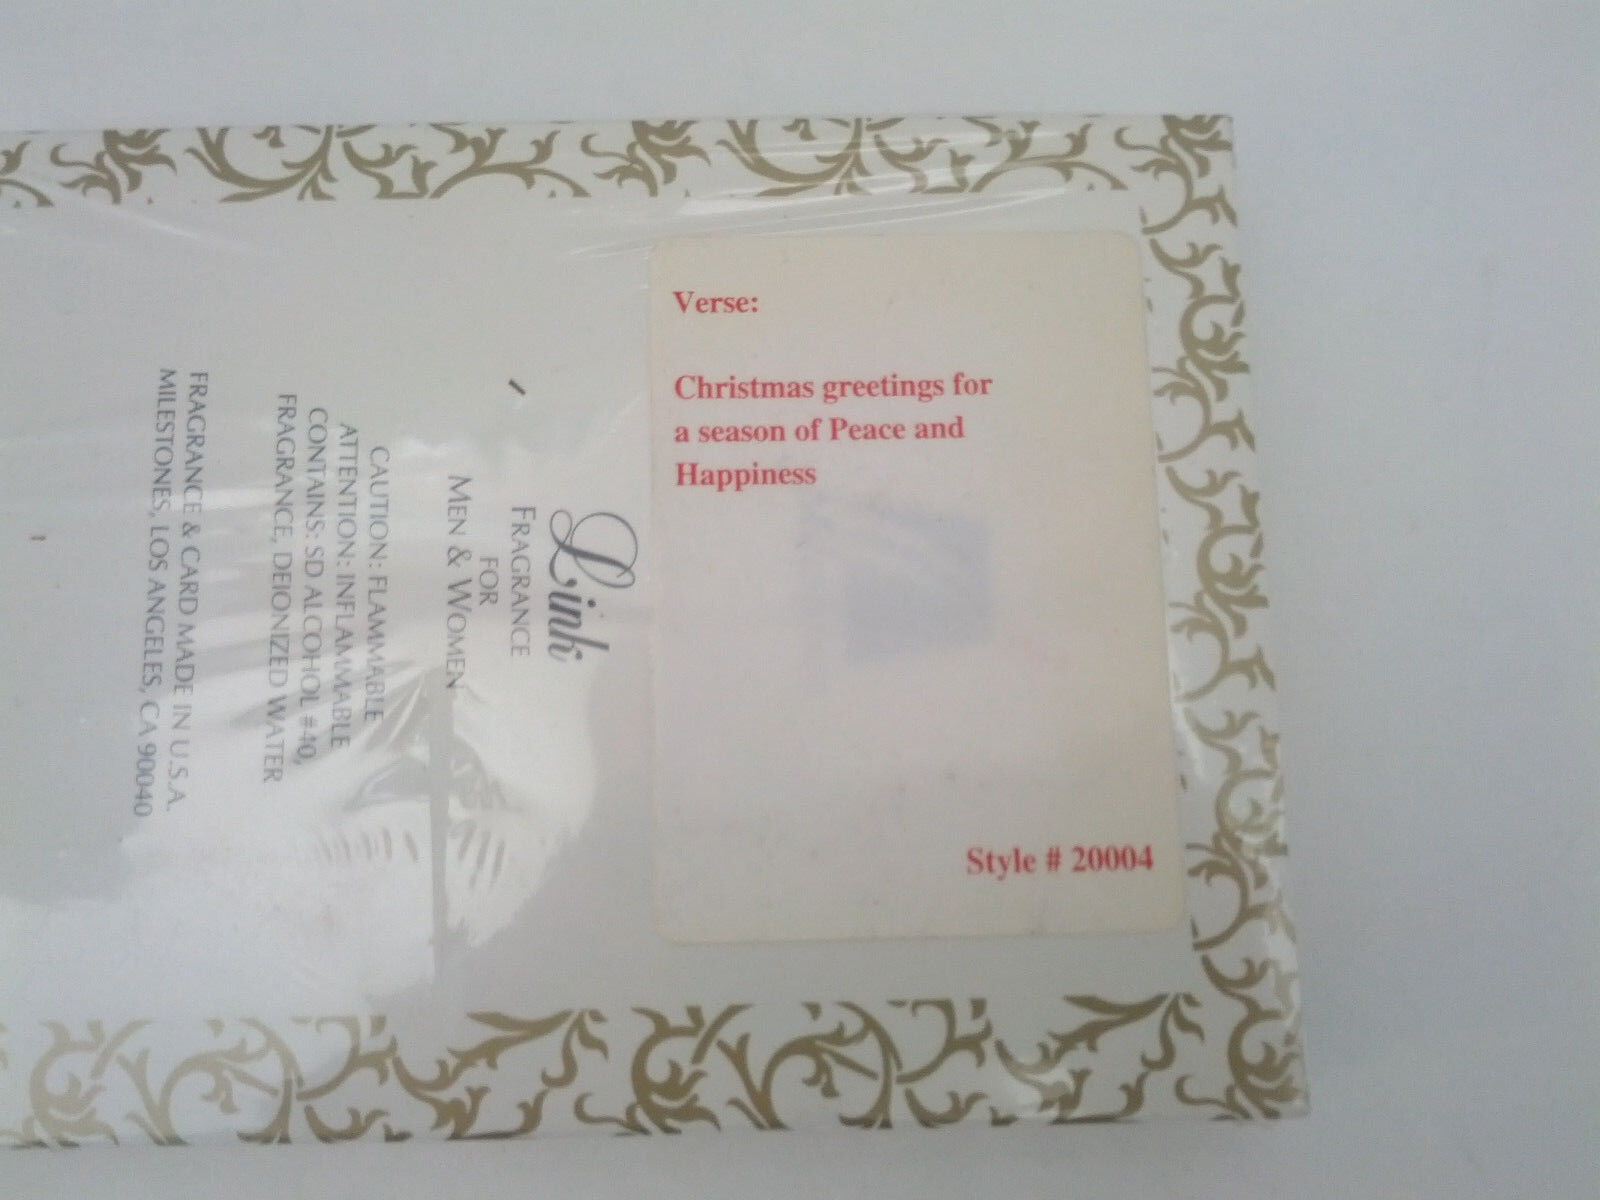 Verse:
Christmas greetings for
a season of Peace and
Happiness
Style # 20004
Link
FRAGRANCE
FOR
MEN & WOMEN
CAUTION: FLAMMABLE
ATTENTION: INFLAMMABLE
CONTAINS: SD ALCOHOL #40,
FRAGRANCE, DEIONIZED WATER
FRAGRANCE & CARD MADE IN U.S.A.
MILESTONES, LOS ANGELES, CA 90040